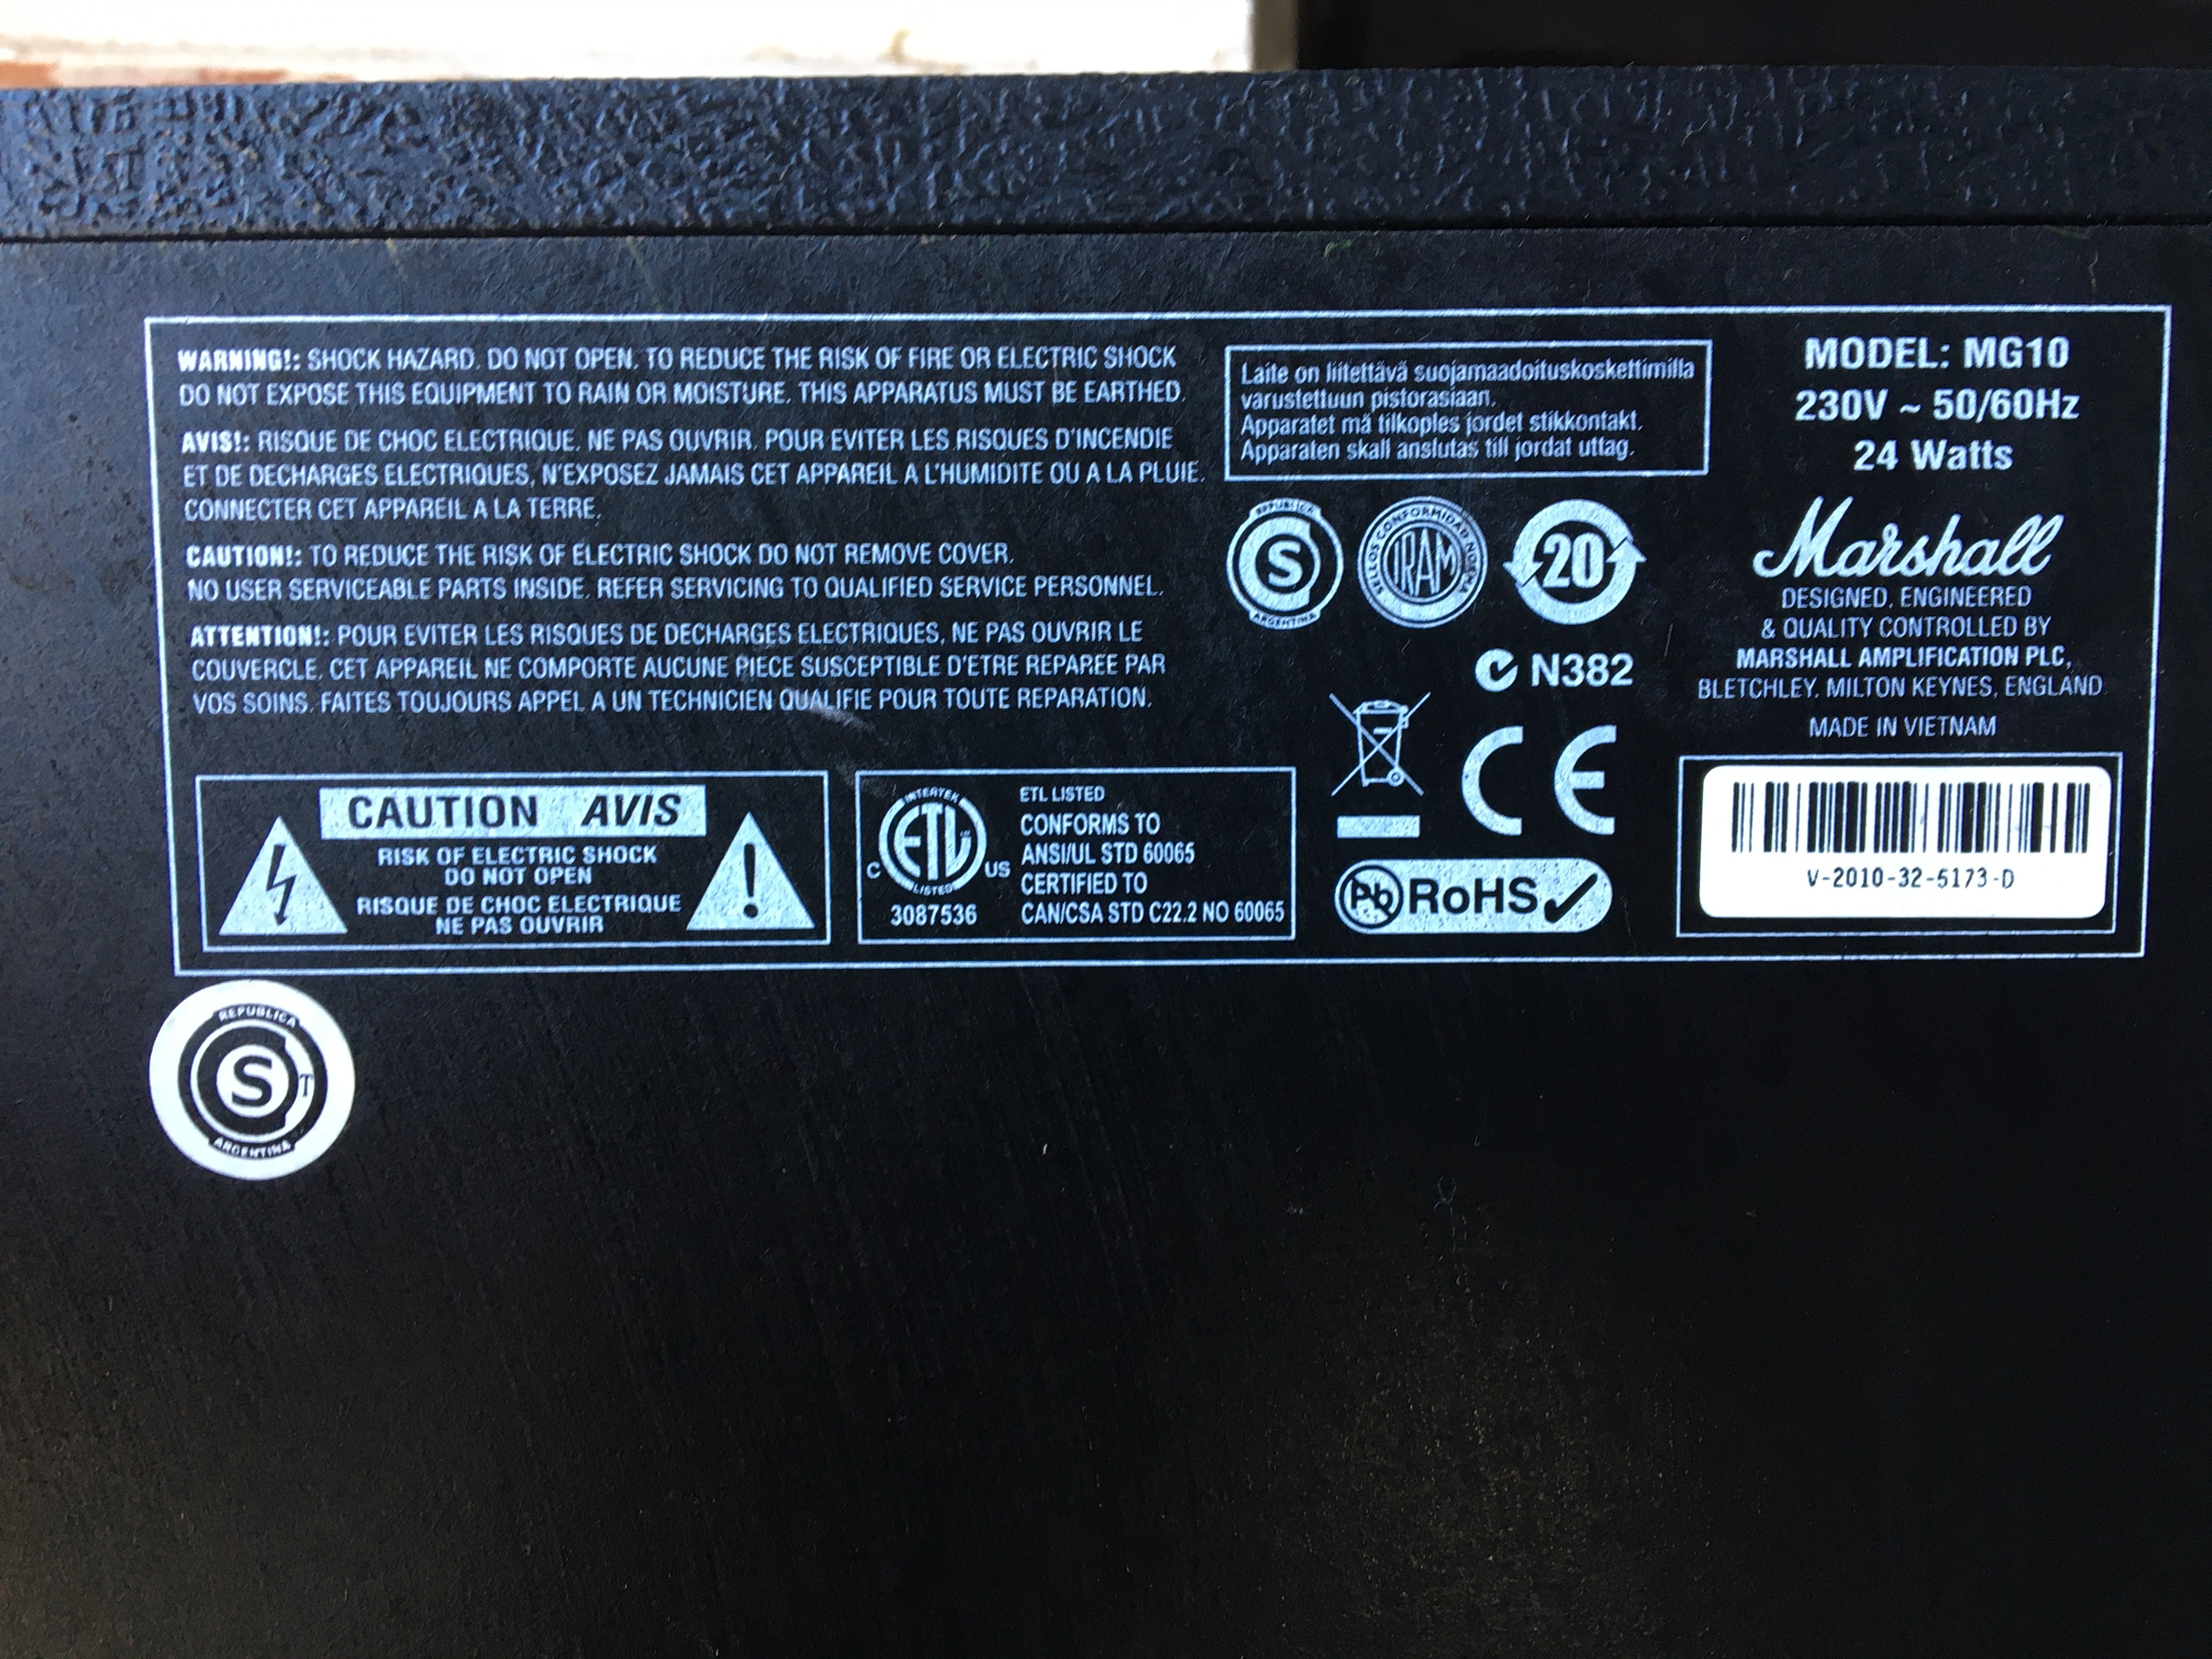 WARNING!: SHOCK HAZARD. DO NOT OPEN. TO REDUCE THE RISK OF FIRE OR ELECTRIC SHOCK
DO NOT EXPOSE THIS EQUIPMENT TO RAIN OR MOISTURE. THIS APPARATUS MUST BE EARTHED.
AVIS!: RISQUE DE CHOC ELECTRIQUE. NE PAS OUVRIR. POUR EVITER LES RISQUES D'INCENDIE
ET DE DECHARGES ELECTRIQUES, N'EXPOSEZ JAMAIS CET APPAREIL A L'HUMIDITE OU A LA PLUIE.
CONNECTER CET APPAREIL A LA TERRE.
CAUTION!: TO REDUCE THE RISK OF ELECTRIC SHOCK DO NOT REMOVE COVER.
NO USER SERVICEABLE PARTS INSIDE. REFER SERVICING TO QUALIFIED SERVICE PERSONNEL.
ATTENTION!: POUR EVITER LES RISQUES DE DECHARGES ELECTRIQUES, NE PAS OUVRIR LE
COUVERCLE. CET APPAREIL NE COMPORTE AUCUNE PIECE SUSCEPTIBLE D'ETRE REPAREE PAR
VOS SOINS. FAITES TOUJOURS APPEL A UN TECHNICIEN QUALIFIE POUR TOUTE REPARATION.
CAUTION AVIS
RISK OF ELECTRIC SHOCK
DO NOT OPEN
RISQUE DE CHOC ELECTRIQUE
NE PAS OUVRIR
INTERTEK
ETL
C US
LISTED
3087536
ETL LISTED
CONFORMS TO
ANSI/UL STD 60065
CERTIFIED TO
CAN/CSA STD C22.2 NO 60065
Laite on liitettävä suojamaadoituskoskettimilla
varustettuun pistorasiaan.
Apparatet må tilkoples jordet stikkontakt.
Apparaten skall anslutas till jordat uttag.
REPUBLICA
S
ARGENTINA
CONFORMIDAD
IRAM
20
N382
CE
Pb RoHS
MODEL: MG10
230V ~ 50/60Hz
24 Watts
Marshall
DESIGNED, ENGINEERED
& QUALITY CONTROLLED BY
MARSHALL AMPLIFICATION PLC,
BLETCHLEY, MILTON KEYNES, ENGLAND
MADE IN VIETNAM
V-2010-32-5173-D
REPUBLICA
S
T
ARGENTINA